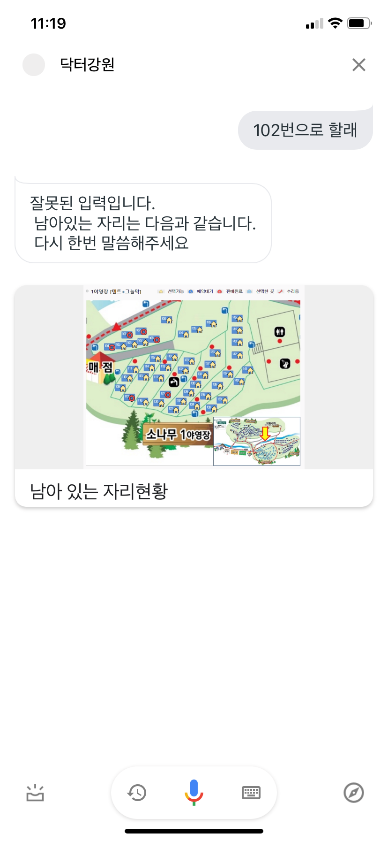 11:19
닥터강원
102번으로 할래
잘못된 입력입니다.
남아있는 자리는 다음과 같습니다.
다시 한번 말씀해주세요
매 점
소나무 1야영장
남아 있는 자리현황